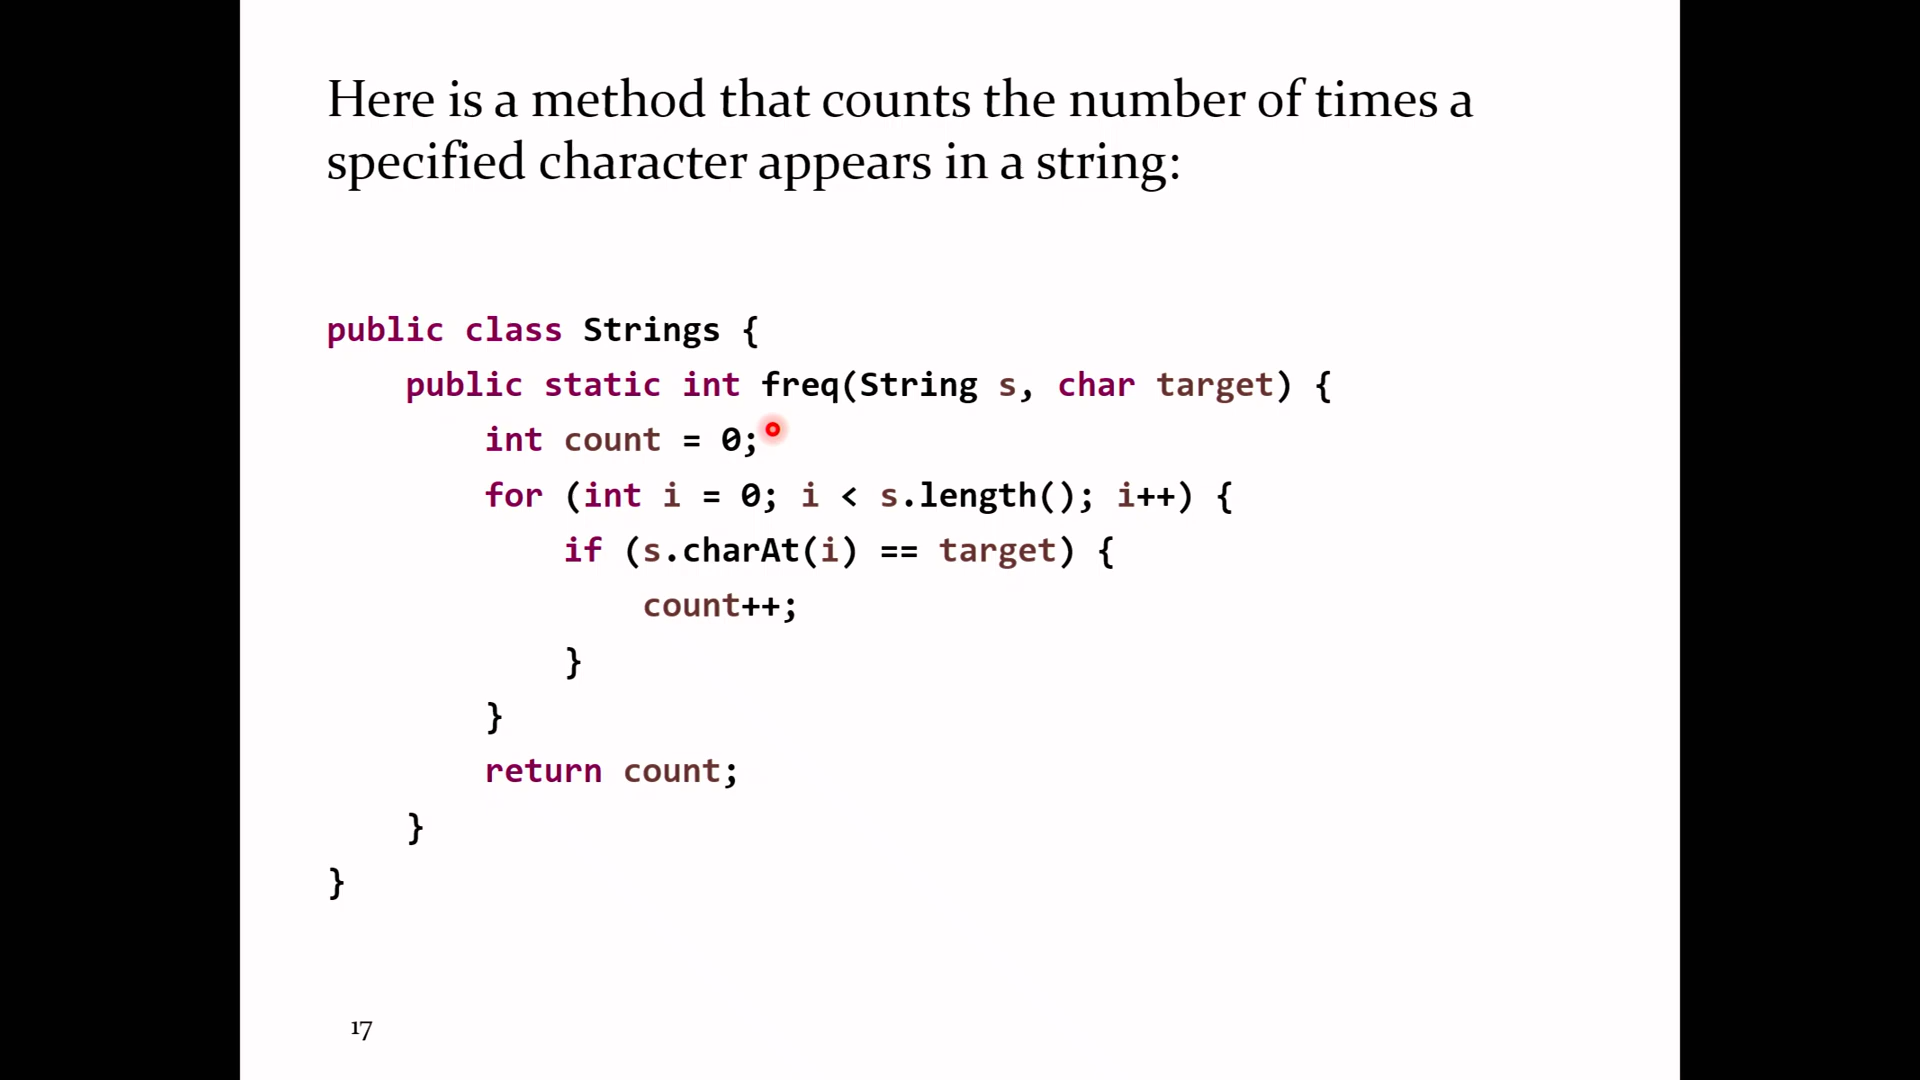 Here is a method that counts the number of times a
specified character appears in a string:
public class Strings {
public static int freq(String s, char target) {
int count = 0;
for (int i = 0; i < s.length(); i++) {
if (s.charAt(i) == target) {
count++;
}
}
return count;
}
}
17